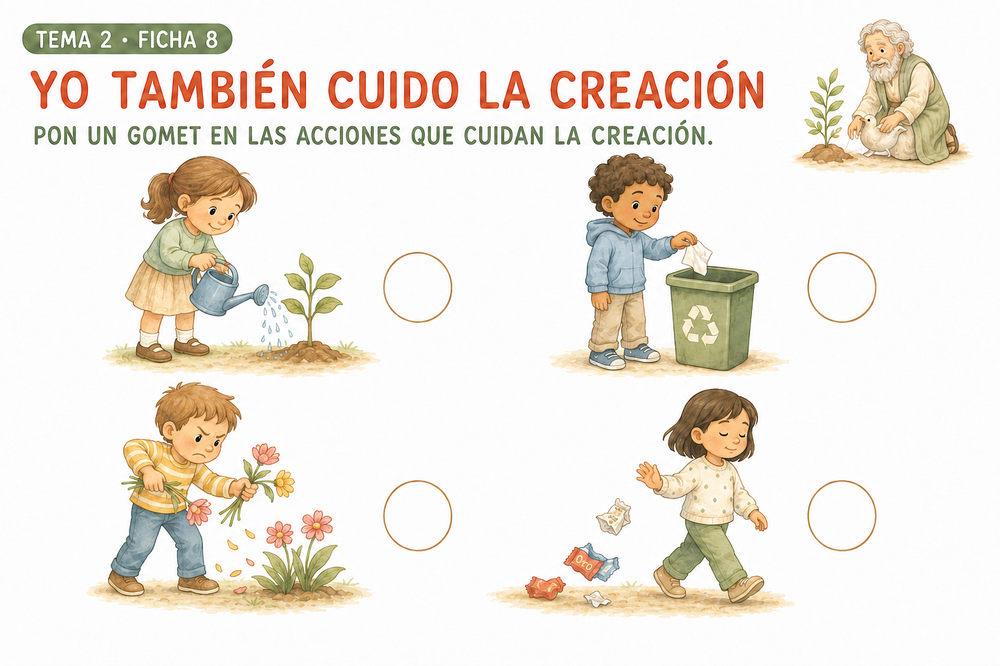 TEMA 2 • FICHA 8
YO TAMBIÉN CUIDO LA CREACIÓN
PON UN GOMET EN LAS ACCIONES QUE CUIDAN LA CREACIÓN.
Oro